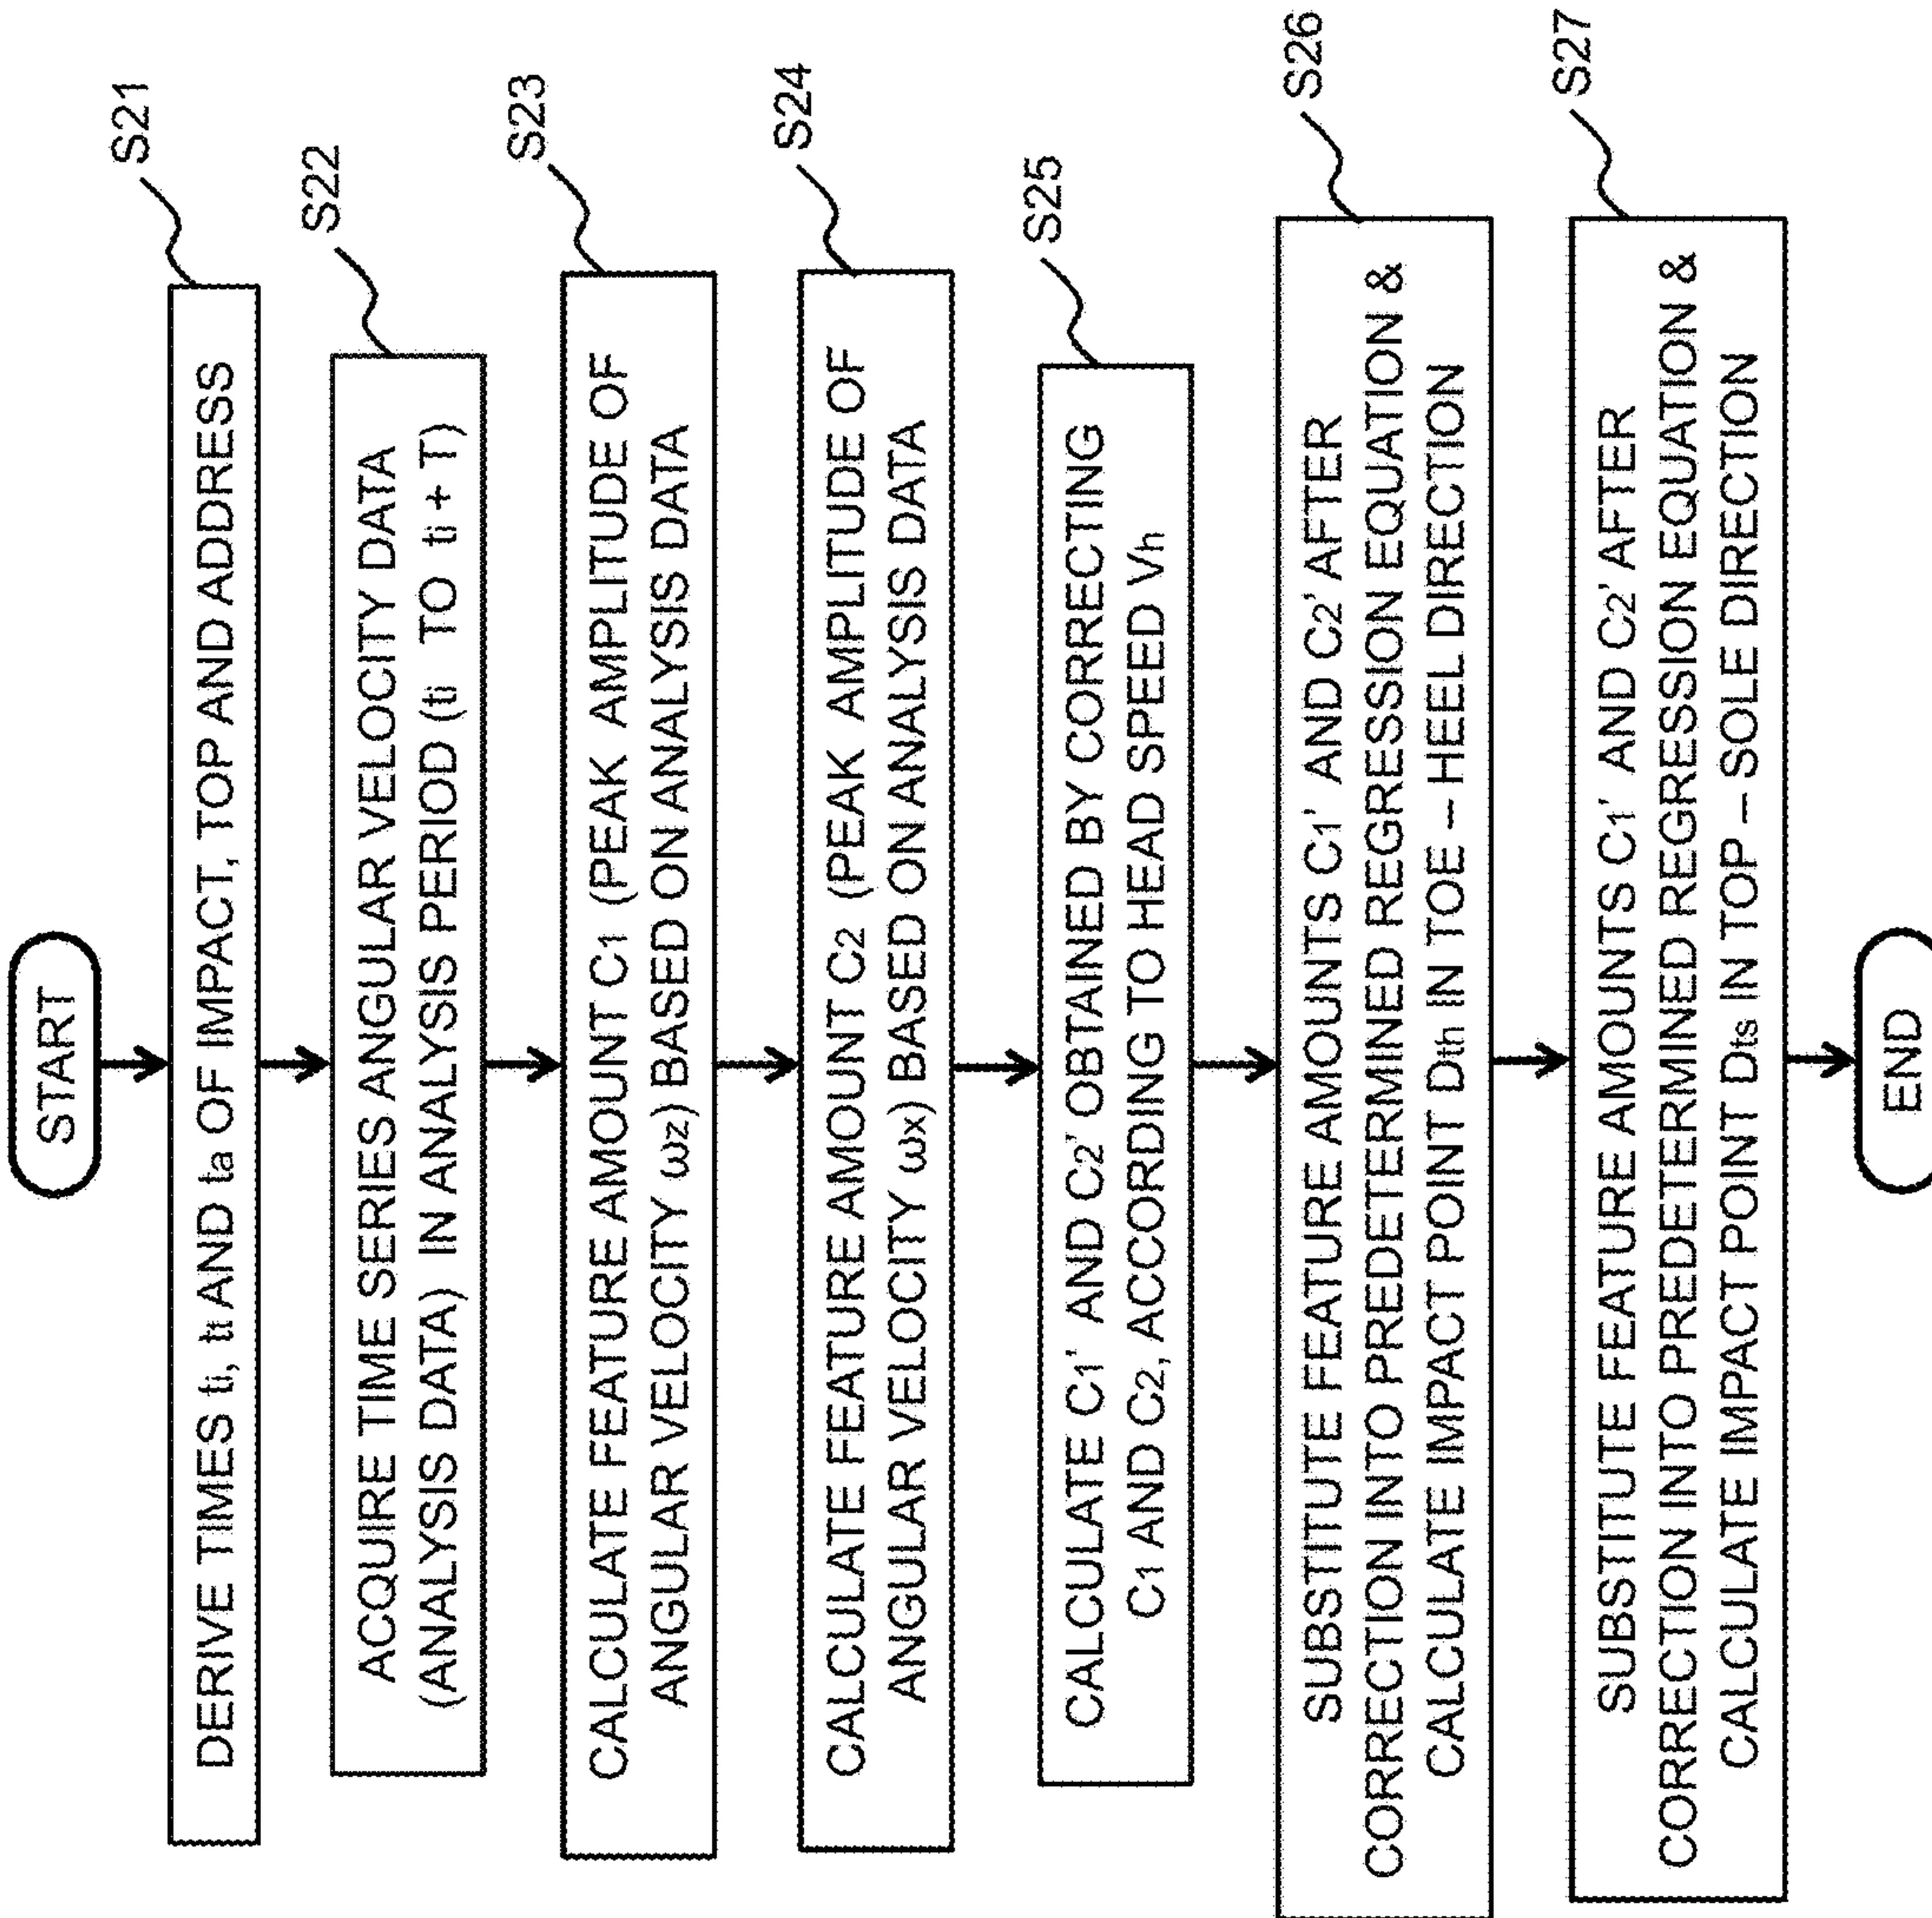 START
S21
DERIVE TIMES ti, tt AND ta OF IMPACT, TOP AND ADDRESS
S22
ACQUIRE TIME SERIES ANGULAR VELOCITY DATA
(ANALYSIS DATA) IN ANALYSIS PERIOD (ti TO ti + T)
S23
CALCULATE FEATURE AMOUNT C1 (PEAK AMPLITUDE OF
ANGULAR VELOCITY ωz) BASED ON ANALYSIS DATA
S24
CALCULATE FEATURE AMOUNT C2 (PEAK AMPLITUDE OF
ANGULAR VELOCITY ωx) BASED ON ANALYSIS DATA
S25
CALCULATE C1' AND C2' OBTAINED BY CORRECTING
C1 AND C2, ACCORDING TO HEAD SPEED Vh
S26
SUBSTITUTE FEATURE AMOUNTS C1' AND C2' AFTER
CORRECTION INTO PREDETERMINED REGRESSION EQUATION &
CALCULATE IMPACT POINT Dth IN TOE – HEEL DIRECTION
S27
SUBSTITUTE FEATURE AMOUNTS C1' AND C2' AFTER
CORRECTION INTO PREDETERMINED REGRESSION EQUATION &
CALCULATE IMPACT POINT Dts IN TOP – SOLE DIRECTION
END